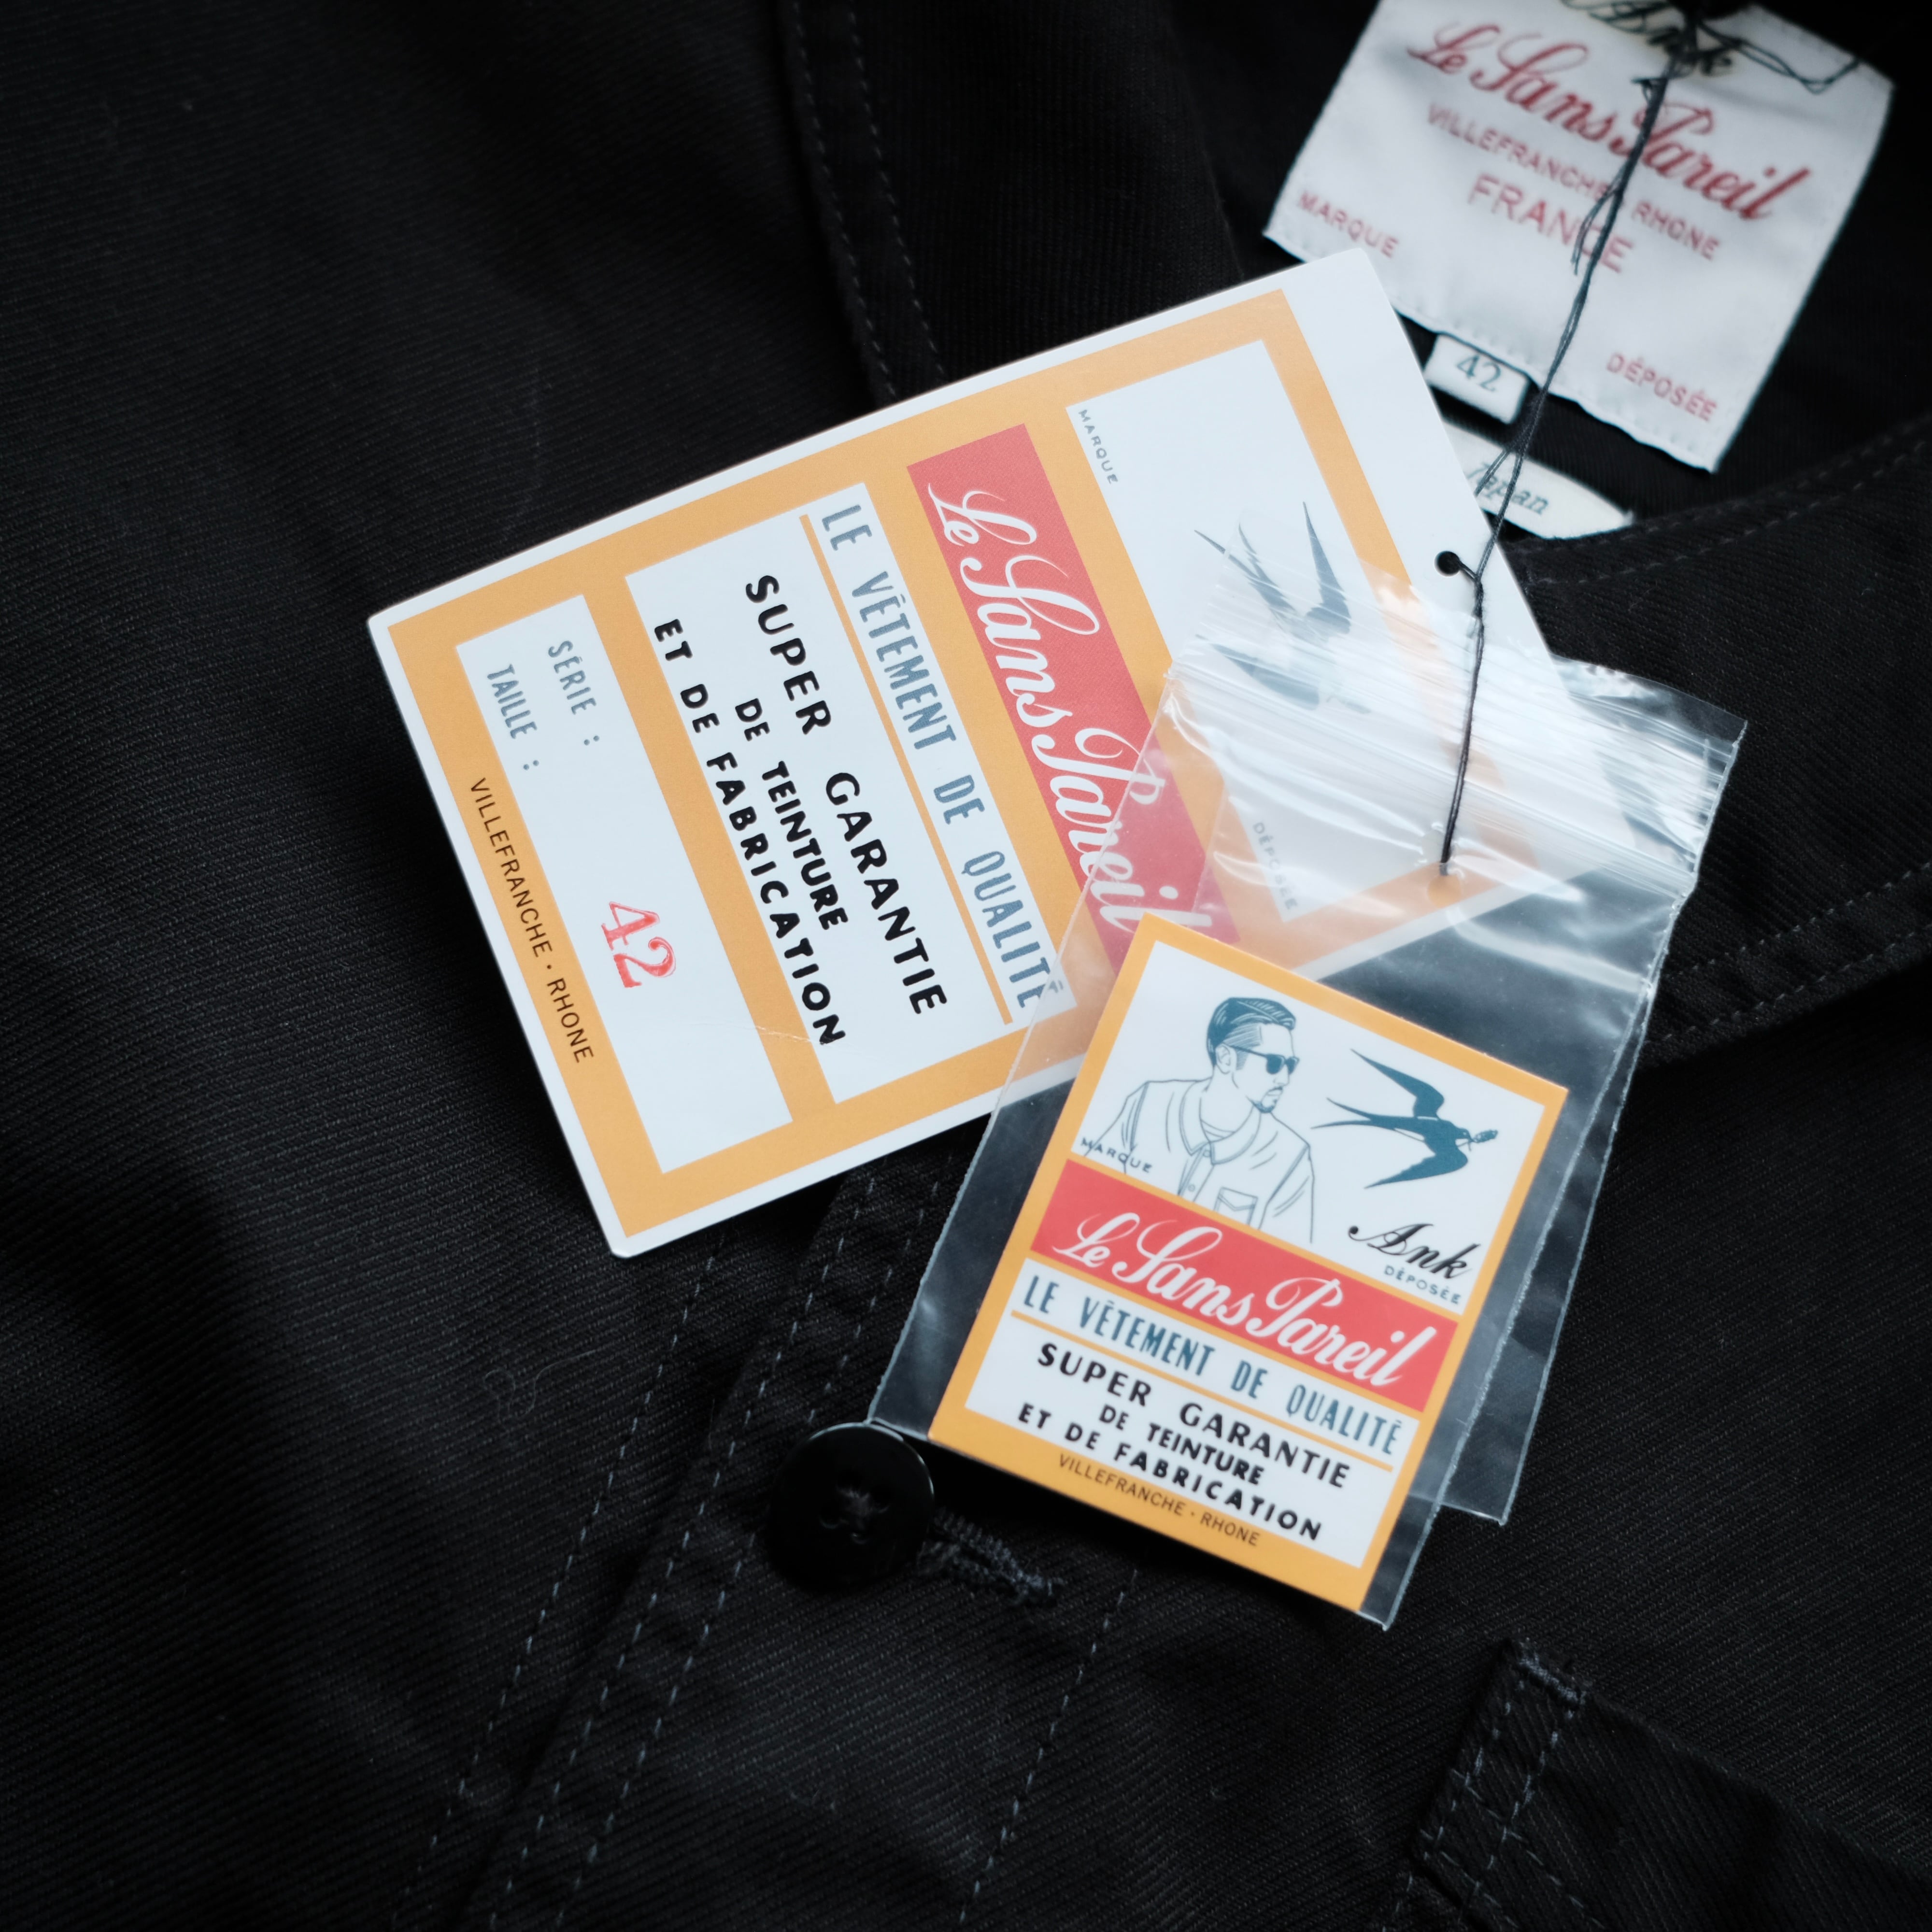 Ank
Le Sans Pareil
VILLEFRANCHE RHONE
FRANCE
MARQUE
DÉPOSÉE
42
Japan
MARQUE
DÉPOSÉE
Le Sans Pareil
LE VÊTEMENT DE QUALITÉ
SUPER GARANTIE
DE TEINTURE
ET DE FABRICATION
SÉRIE :
TAILLE :
42
VILLEFRANCHE · RHONE
MARQUE
Ank
DÉPOSÉE
Le Sans Pareil
LE VÊTEMENT DE QUALITÉ
SUPER GARANTIE
DE TEINTURE
ET DE FABRICATION
VILLEFRANCHE · RHONE